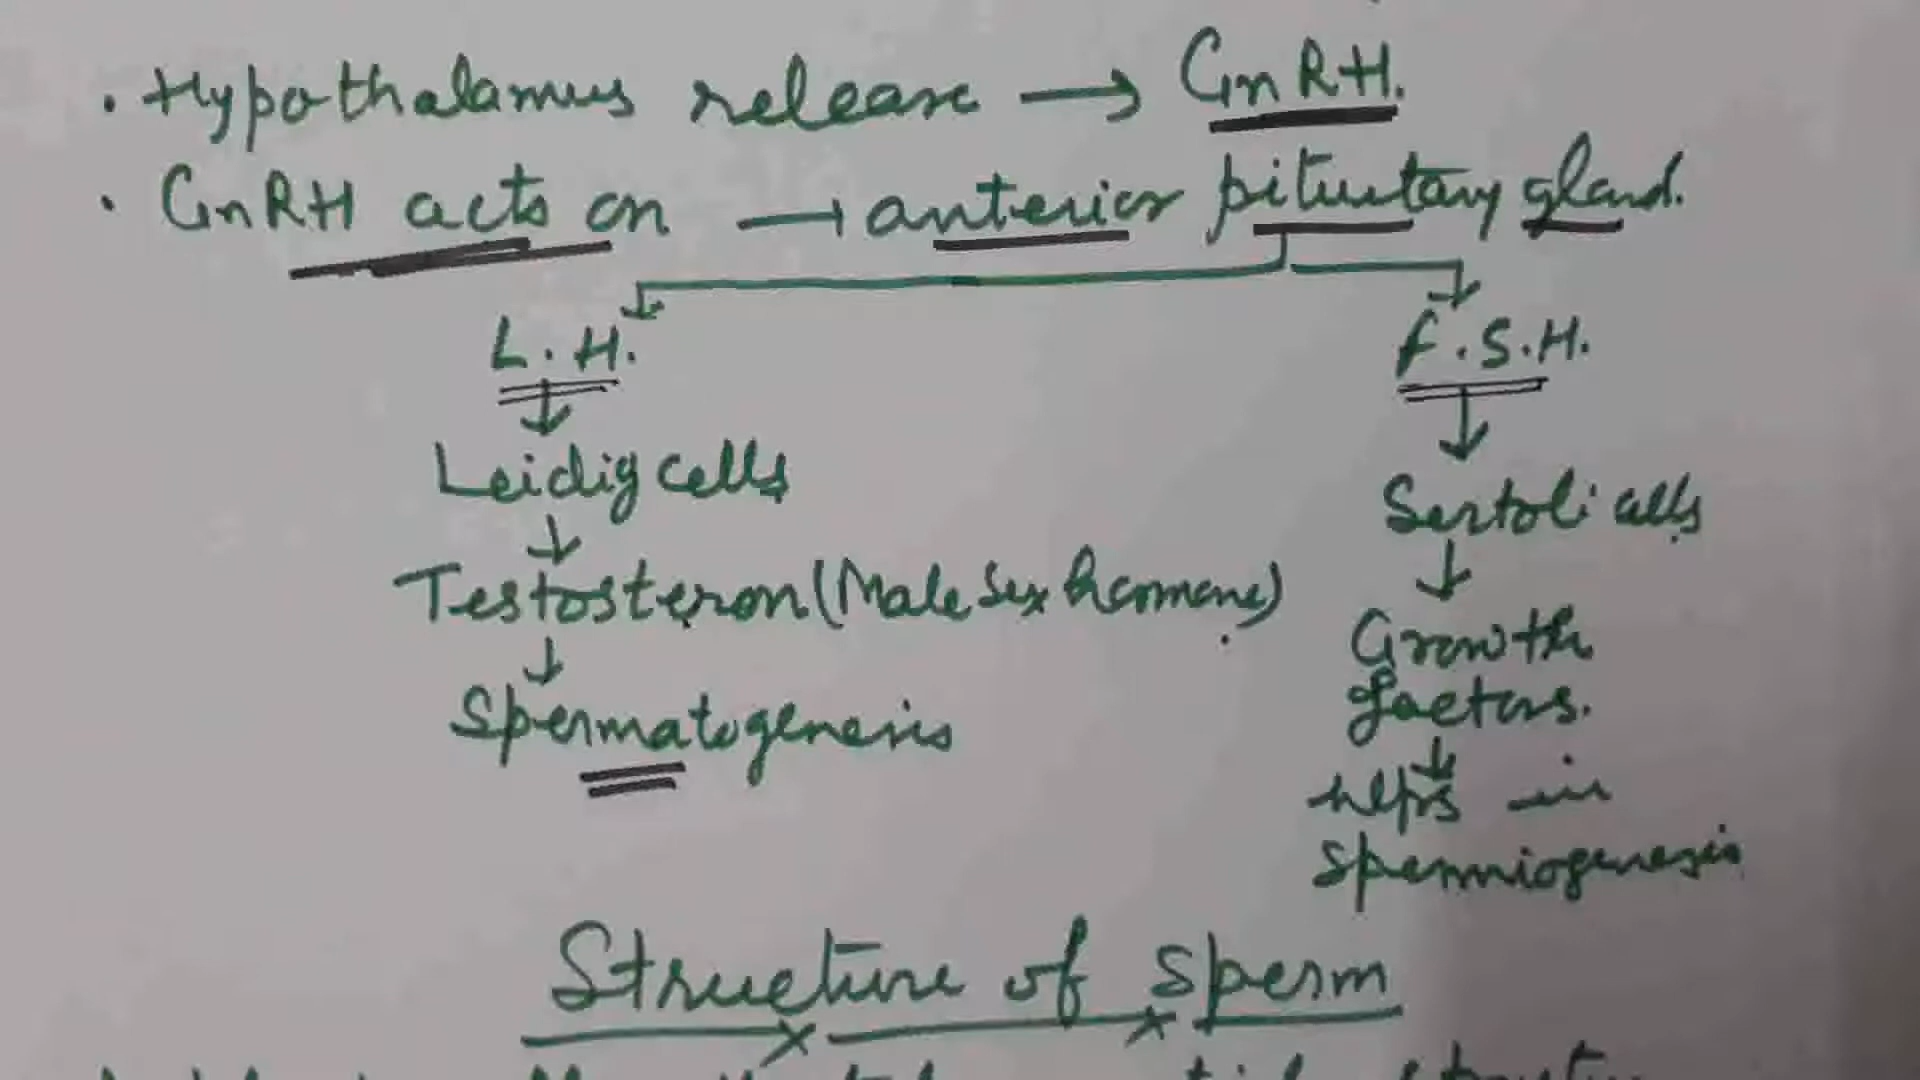 • Hypothalamus release → GnRH.
• GnRH acts on → anterior pituitary gland.
L.H. F.S.H.
Leidig cells
Sertoli cells
Testosteron (Male Sex hormone)
Growth
factors.
Spermatogenesis
helps in
Spermiogenesis
Structure of Sperm